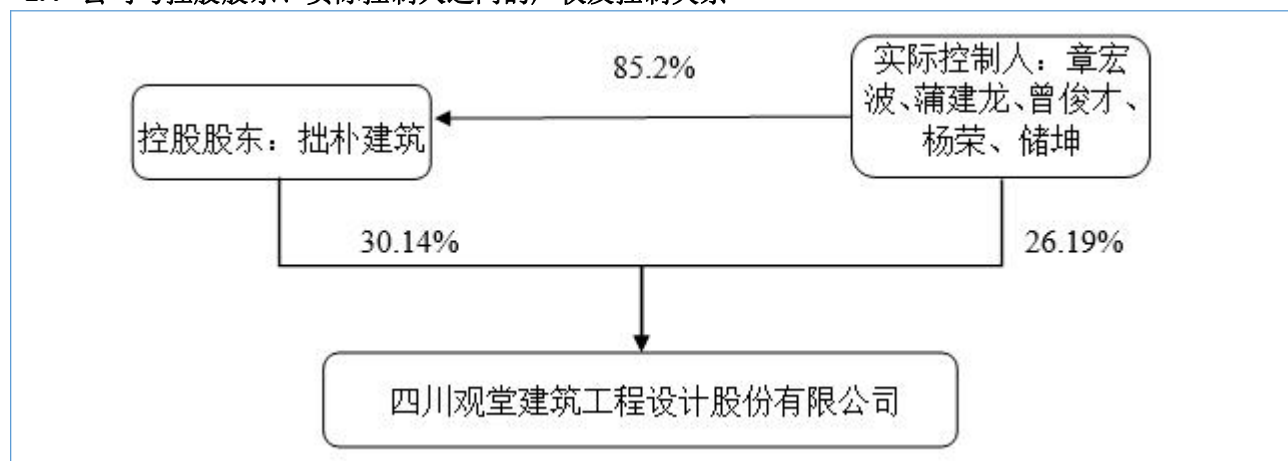 85.2%
实际控制人：章宏
波、蒲建龙、曾俊才、
杨荣、储坤
控股股东：拙朴建筑
30.14%
26.19%
四川观堂建筑工程设计股份有限公司